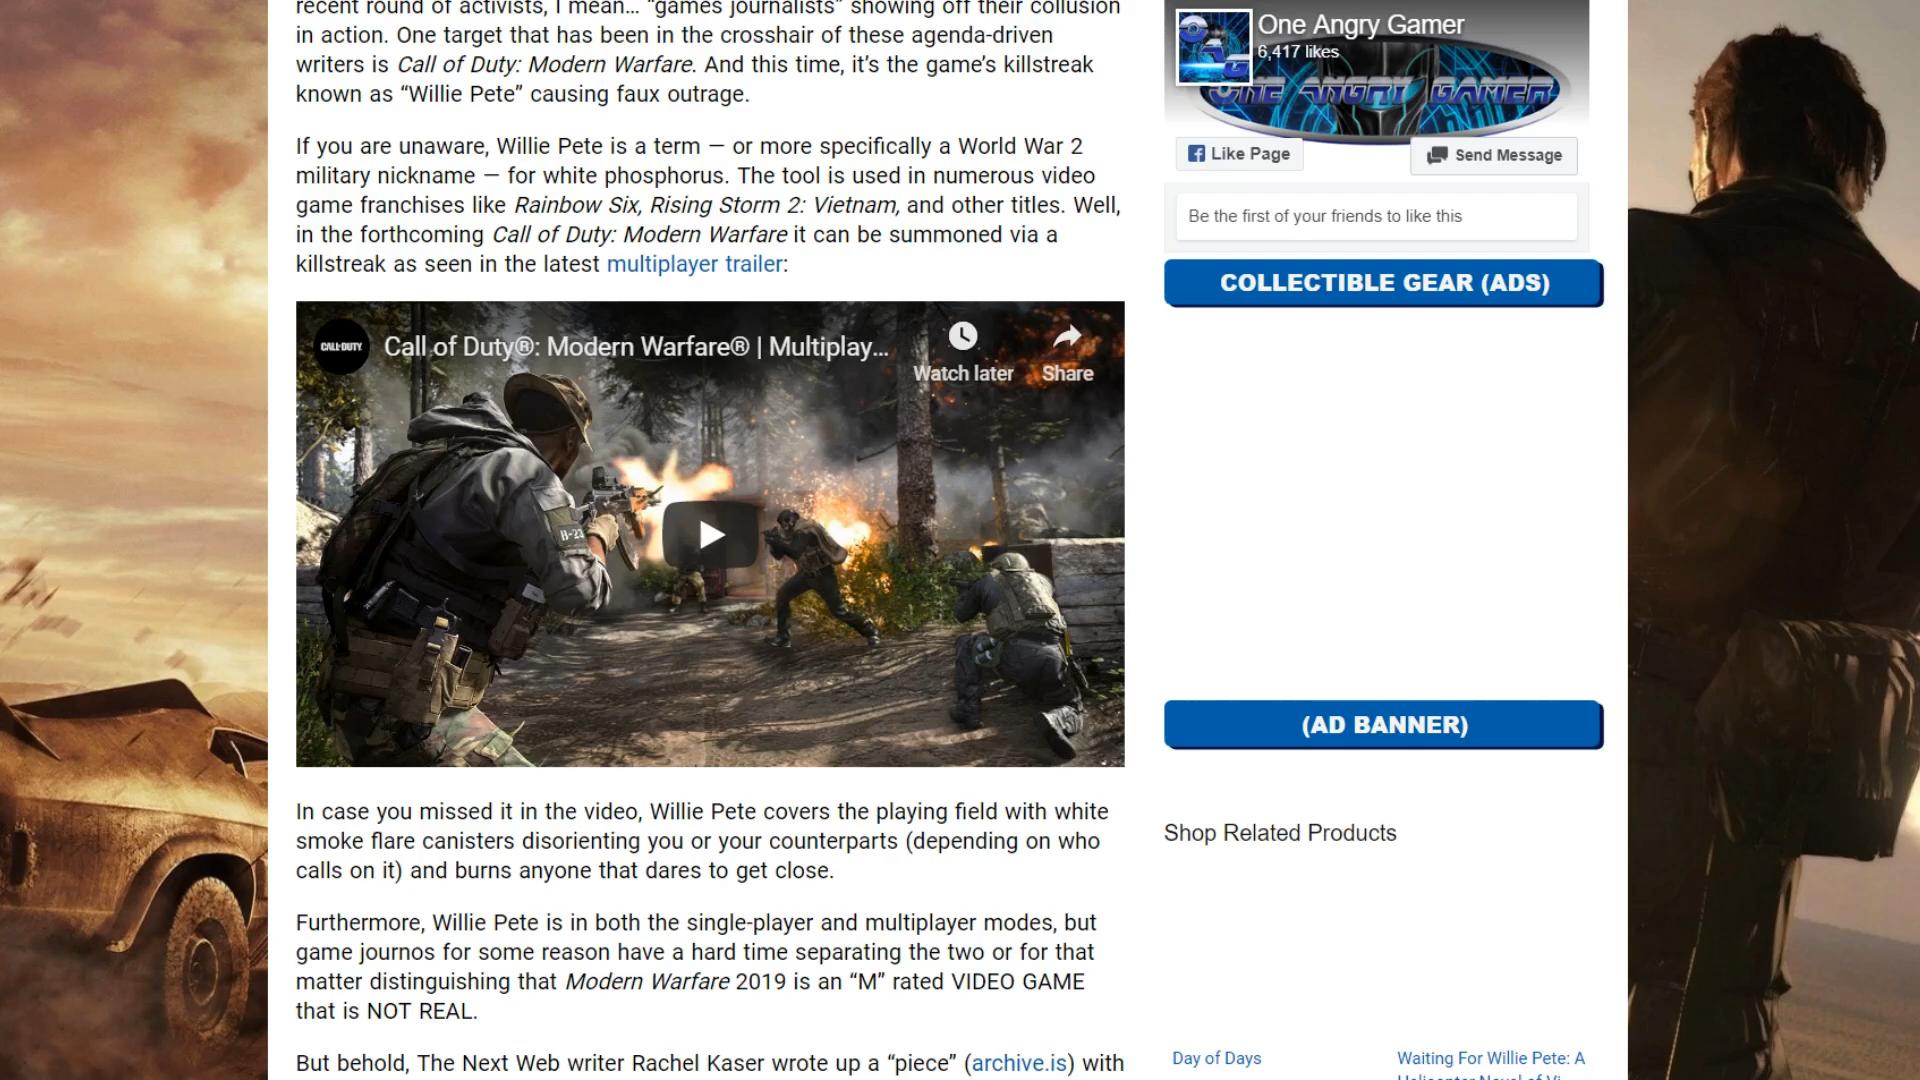 recent round of activists, I mean… “games journalists” showing off their collusion
in action. One target that has been in the crosshair of these agenda-driven
writers is Call of Duty: Modern Warfare. And this time, it’s the game’s killstreak
known as “Willie Pete” causing faux outrage.
If you are unaware, Willie Pete is a term — or more specifically a World War 2
military nickname — for white phosphorus. The tool is used in numerous video
game franchises like Rainbow Six, Rising Storm 2: Vietnam, and other titles. Well,
in the forthcoming Call of Duty: Modern Warfare it can be summoned via a
killstreak as seen in the latest multiplayer trailer:
CALL·DUTY
Call of Duty®: Modern Warfare® | Multiplay...
Watch later
Share
B-23
In case you missed it in the video, Willie Pete covers the playing field with white
smoke flare canisters disorienting you or your counterparts (depending on who
calls on it) and burns anyone that dares to get close.
Furthermore, Willie Pete is in both the single-player and multiplayer modes, but
game journos for some reason have a hard time separating the two or for that
matter distinguishing that Modern Warfare 2019 is an “M” rated VIDEO GAME
that is NOT REAL.
But behold, The Next Web writer Rachel Kaser wrote up a “piece” (archive.is) with
One Angry Gamer
6,417 likes
OAG
ONE ANGRY GAMER
Like Page
Send Message
Be the first of your friends to like this
COLLECTIBLE GEAR (ADS)
(AD BANNER)
Shop Related Products
Day of Days
Waiting For Willie Pete: A
Helicopter Novel of Vi...